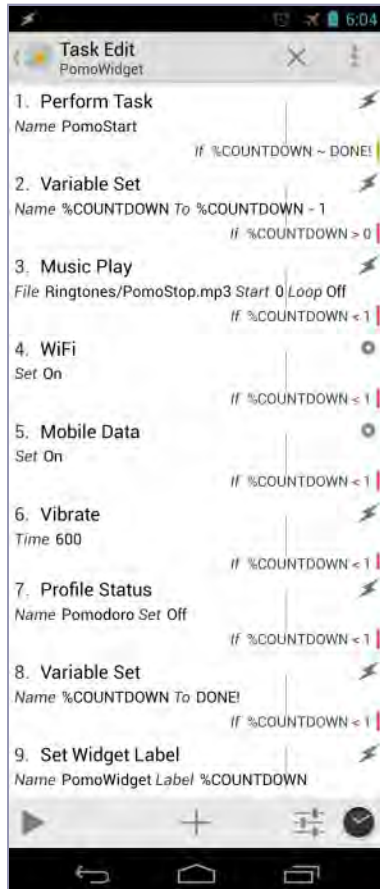 6:04
Task Edit
PomoWidget
1. Perform Task
Name PomoStart
If %COUNTDOWN ~ DONE!
2. Variable Set
Name %COUNTDOWN To %COUNTDOWN - 1
If %COUNTDOWN > 0
3. Music Play
File Ringtones/PomoStop.mp3 Start 0 Loop Off
If %COUNTDOWN < 1
4. WiFi
Set On
If %COUNTDOWN < 1
5. Mobile Data
Set On
If %COUNTDOWN < 1
6. Vibrate
Time 600
If %COUNTDOWN < 1
7. Profile Status
Name Pomodoro Set Off
If %COUNTDOWN < 1
8. Variable Set
Name %COUNTDOWN To DONE!
If %COUNTDOWN < 1
9. Set Widget Label
Name PomoWidget Label %COUNTDOWN